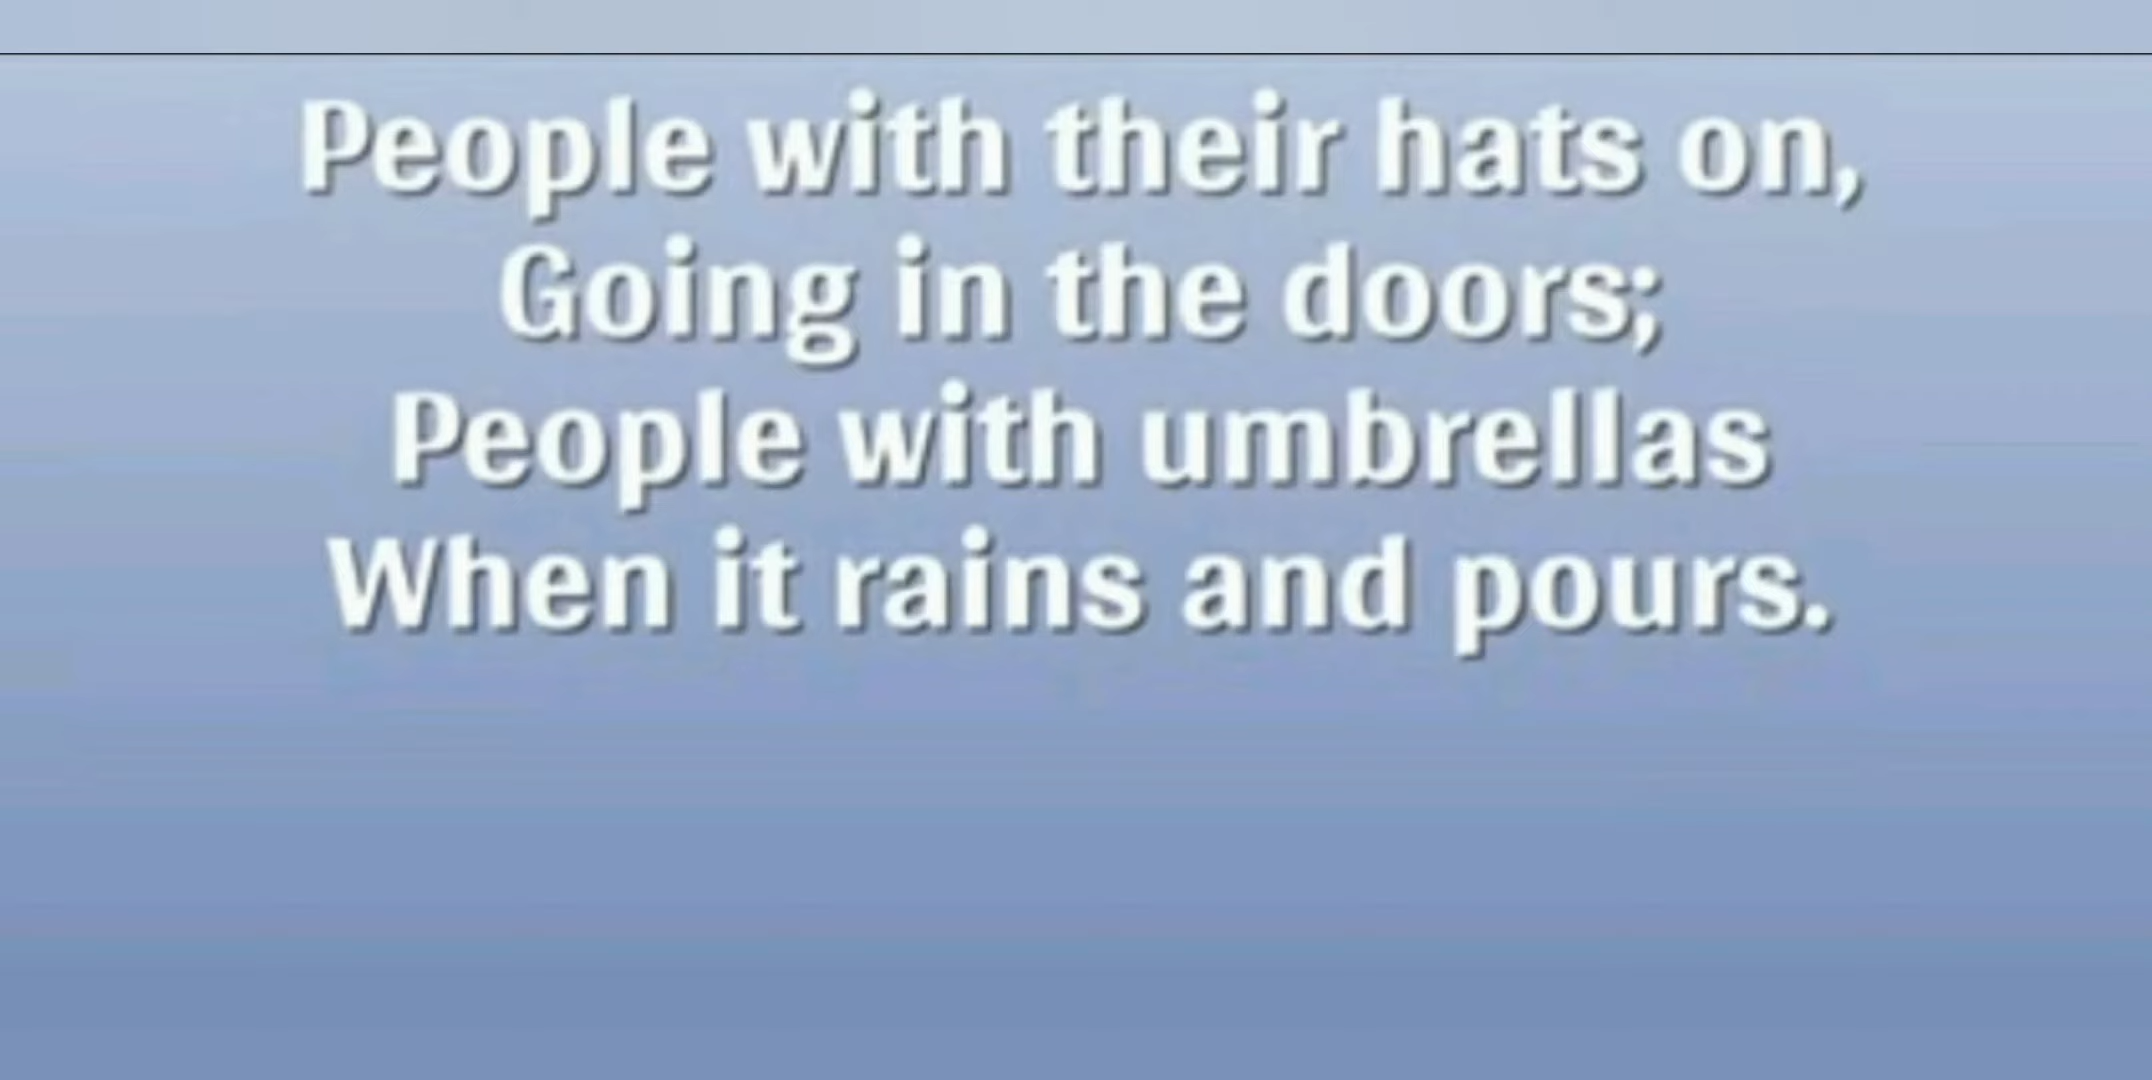 People with their hats on,
Going in the doors;
People with umbrellas
When it rains and pours.